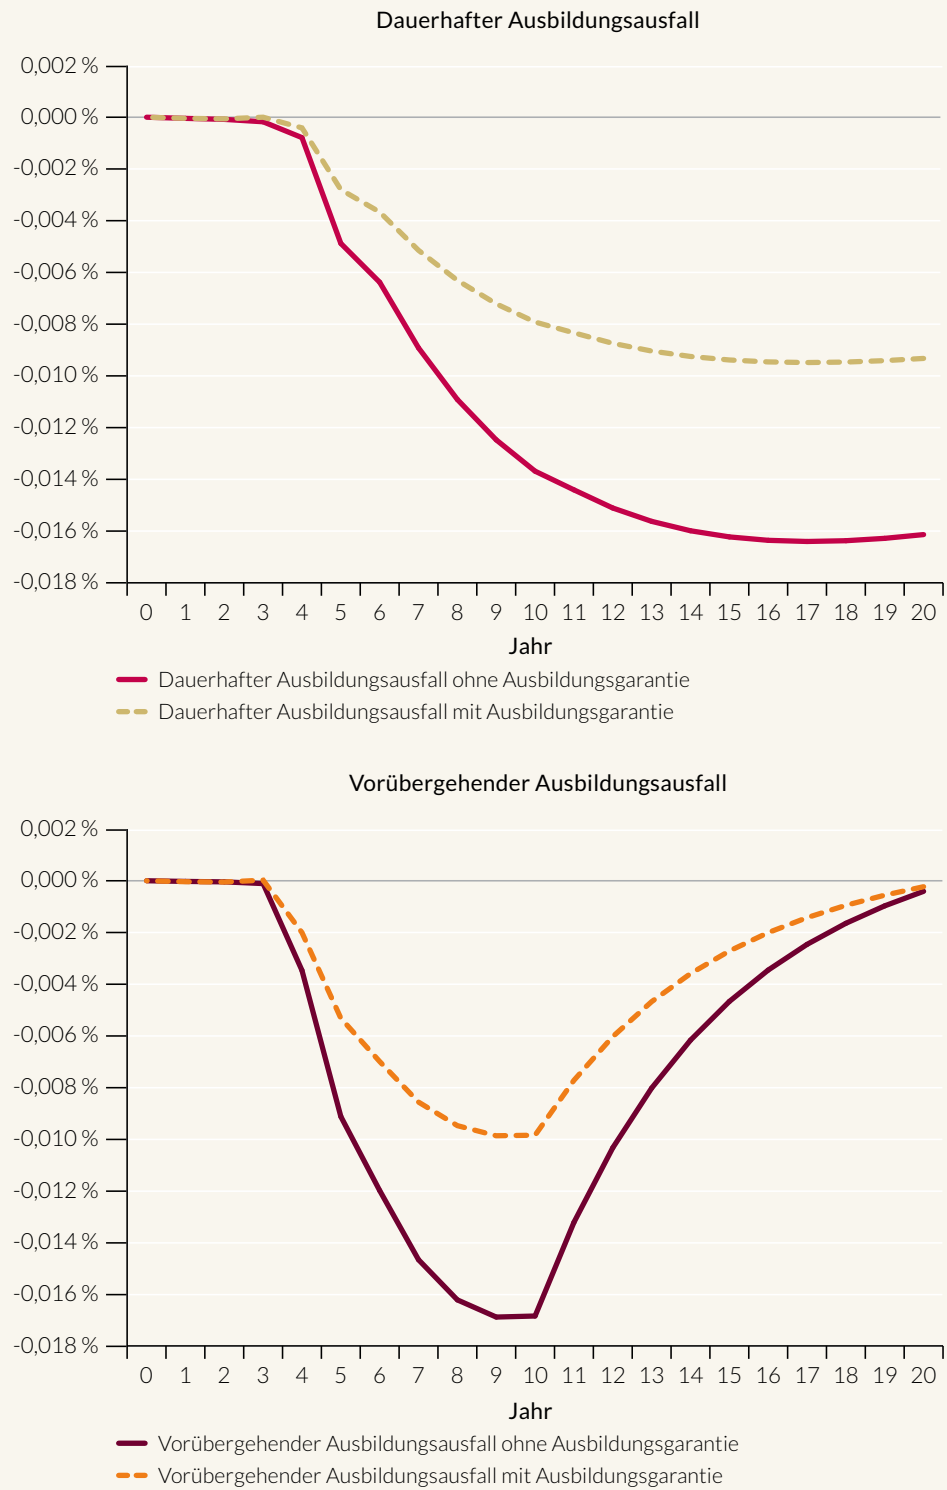 Dauerhafter Ausbildungsausfall
0,002 %
0,000 %
-0,002 %
-0,004 %
-0,006 %
-0,008 %
-0,010 %
-0,012 %
-0,014 %
-0,016 %
-0,018 %
0 1 2 3 4 5 6 7 8 9 10 11 12 13 14 15 16 17 18 19 20
Jahr
Dauerhafter Ausbildungsausfall ohne Ausbildungsgarantie
Dauerhafter Ausbildungsausfall mit Ausbildungsgarantie
Vorübergehender Ausbildungsausfall
0,002 %
0,000 %
-0,002 %
-0,004 %
-0,006 %
-0,008 %
-0,010 %
-0,012 %
-0,014 %
-0,016 %
-0,018 %
0 1 2 3 4 5 6 7 8 9 10 11 12 13 14 15 16 17 18 19 20
Jahr
Vorübergehender Ausbildungsausfall ohne Ausbildungsgarantie
Vorübergehender Ausbildungsausfall mit Ausbildungsgarantie